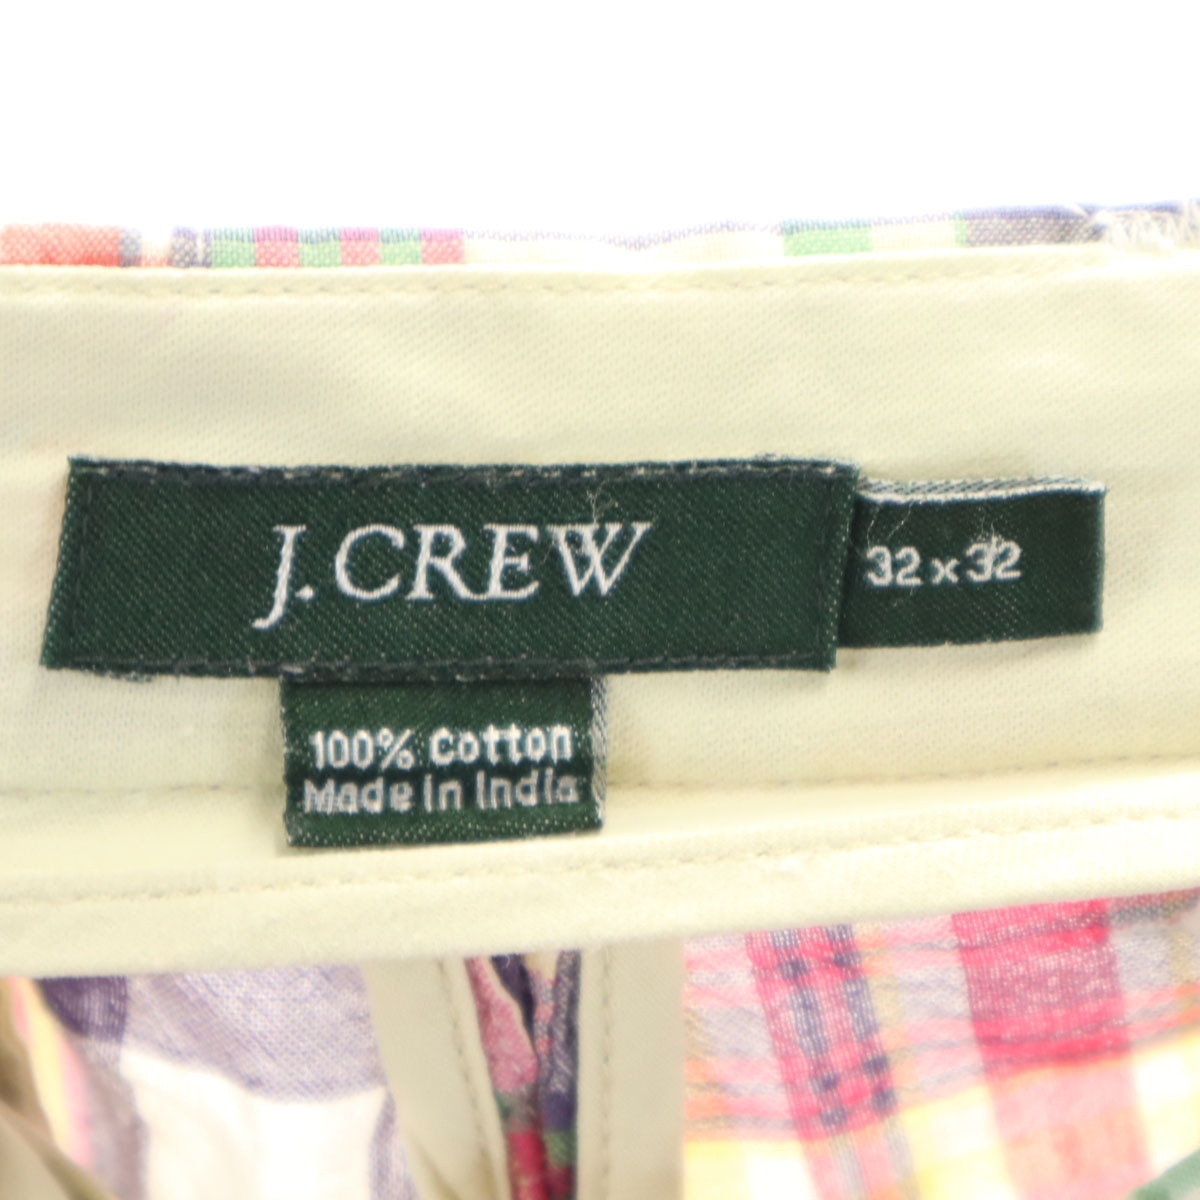 J.CREW
32 x 32
100% Cotton
Made in India